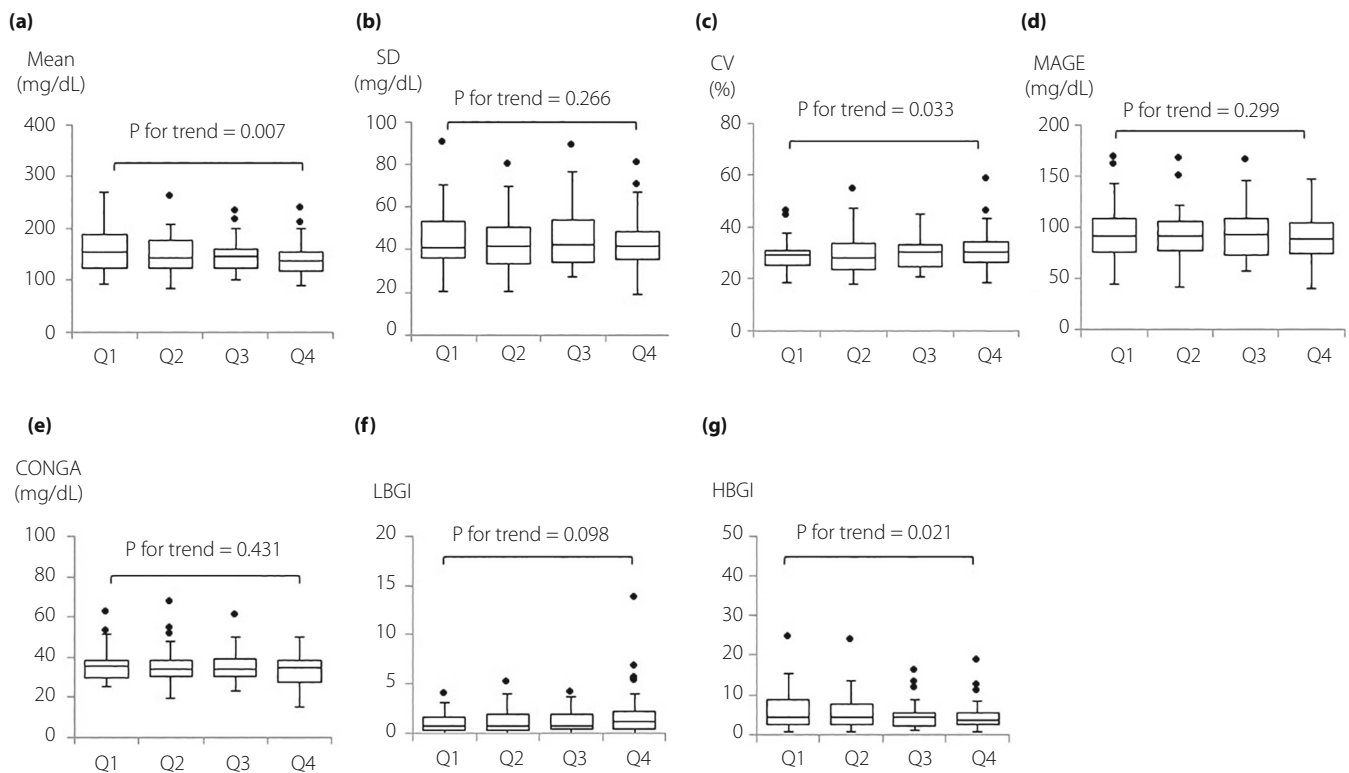 (a)
Mean
(mg/dL)
P for trend = 0.007
400
300
200
100
0
Q1 Q2 Q3 Q4
(b)
SD
(mg/dL)
P for trend = 0.266
100
80
60
40
20
0
Q1 Q2 Q3 Q4
(c)
CV
(%)
P for trend = 0.033
80
60
40
20
0
Q1 Q2 Q3 Q4
(d)
MAGE
(mg/dL)
P for trend = 0.299
200
150
100
50
0
Q1 Q2 Q3 Q4
(e)
CONGA
(mg/dL)
P for trend = 0.431
100
80
60
40
20
0
Q1 Q2 Q3 Q4
(f)
LBGI
P for trend = 0.098
20
15
10
5
0
Q1 Q2 Q3 Q4
(g)
HBGI
P for trend = 0.021
50
40
30
20
10
0
Q1 Q2 Q3 Q4